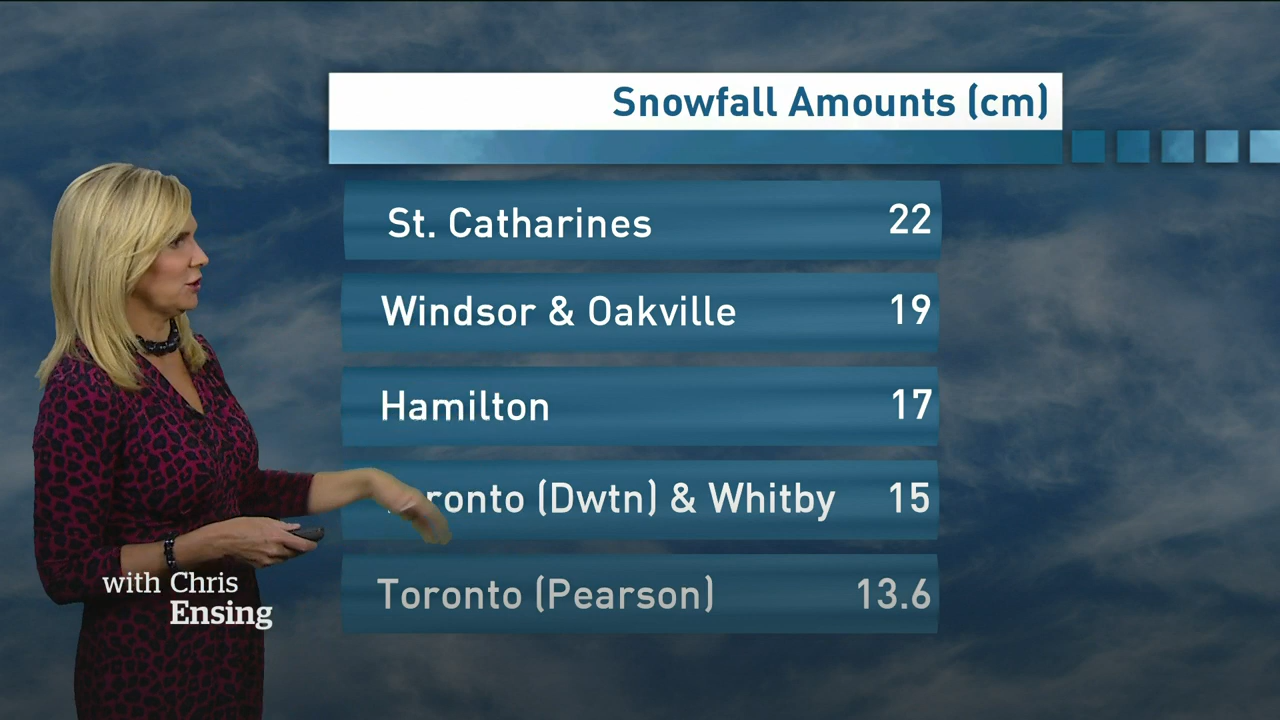 Snowfall Amounts (cm)
St. Catharines 22
Windsor & Oakville 19
Hamilton 17
ronto (Dwtn) & Whitby 15
Toronto (Pearson) 13.6
with Chris
Ensing